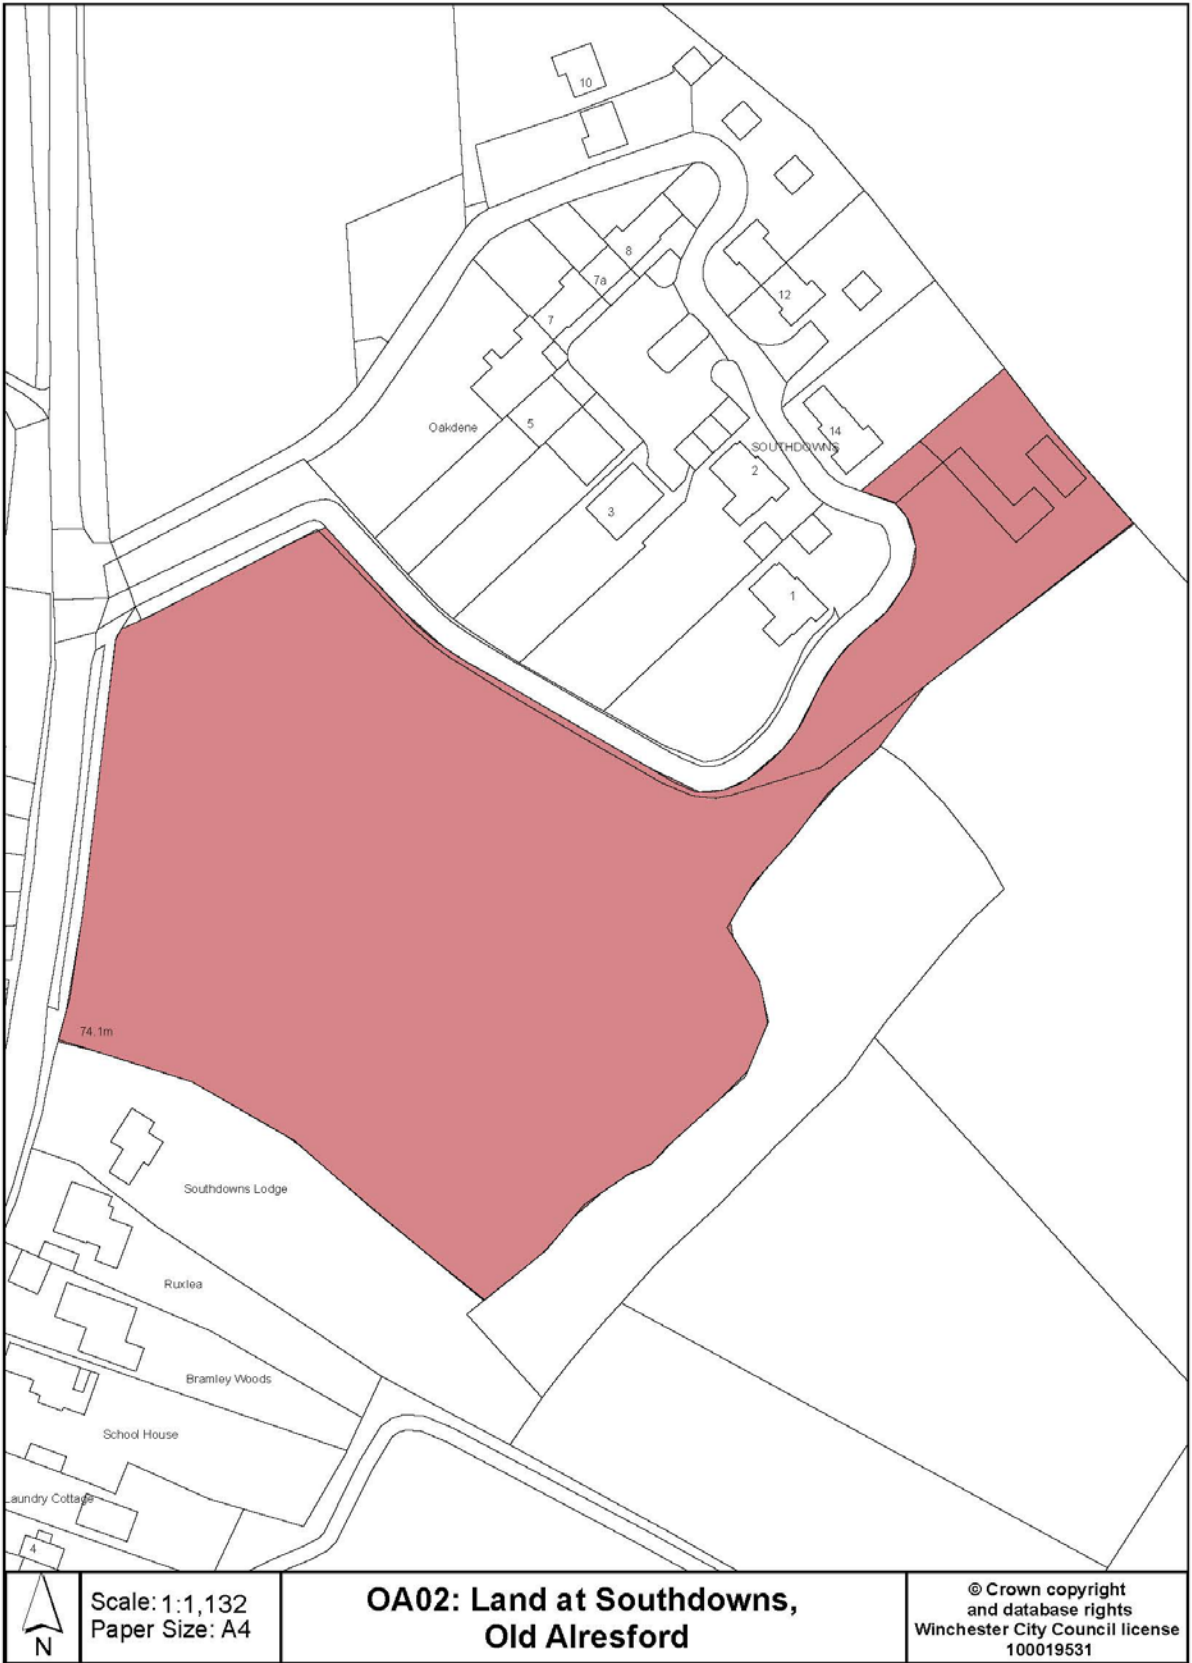 10
8
7a
12
7
Oakdene
5
14
SOUTHDOWNS
2
3
1
74.1m
Southdowns Lodge
Ruxlea
Bramley Woods
School House
Laundry Cottage
4
N
Scale: 1:1,132
Paper Size: A4
OA02: Land at Southdowns,
Old Alresford
© Crown copyright
and database rights
Winchester City Council license
100019531